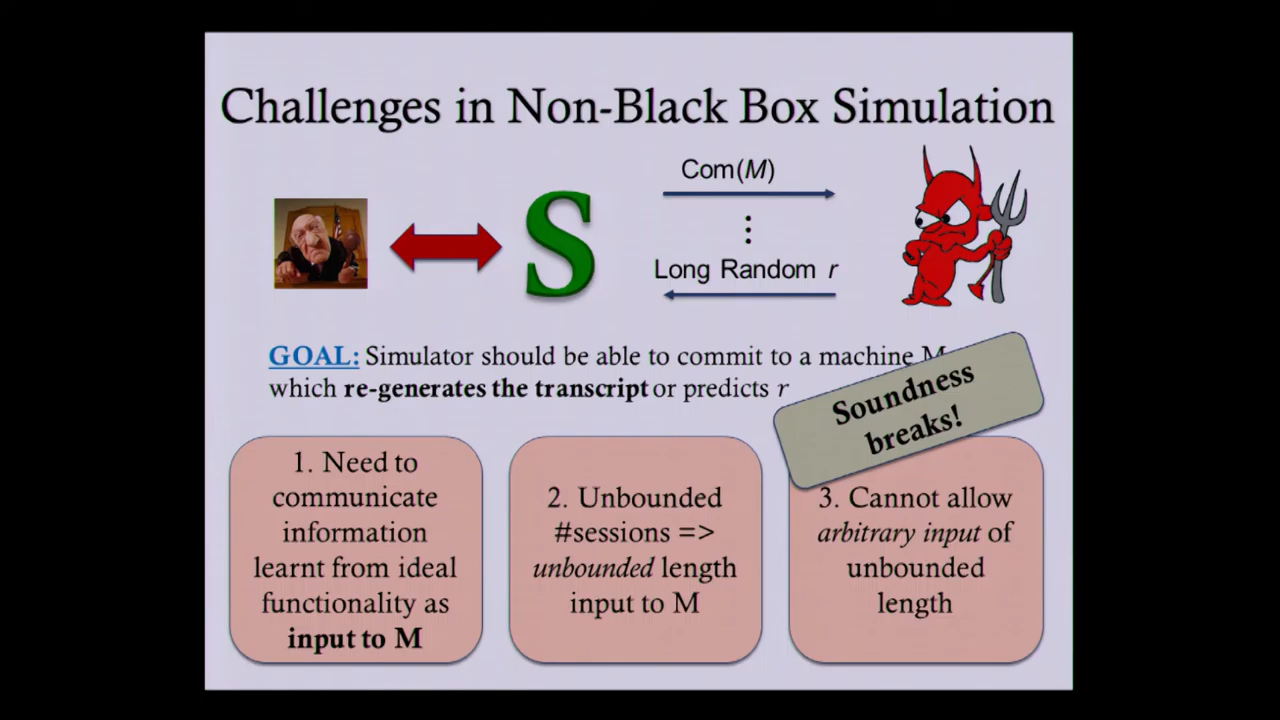 Challenges in Non-Black Box Simulation
Com(M)
S
Long Random r
GOAL: Simulator should be able to commit to a machine M
which re-generates the transcript or predicts r
Soundness
breaks!
1. Need to
communicate
information
learnt from ideal
functionality as
input to M
2. Unbounded
#sessions =>
unbounded length
input to M
3. Cannot allow
arbitrary input of
unbounded
length